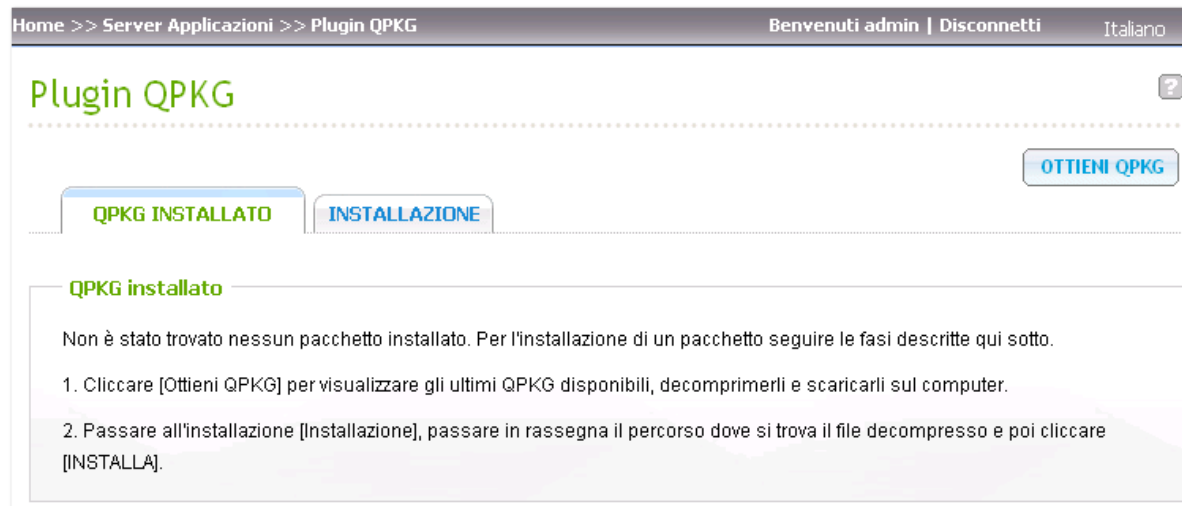 Home >> Server Applicazioni >> Plugin QPKG Benvenuti admin | Disconnetti Italiano
Plugin QPKG
?
OTTIENI QPKG
QPKG INSTALLATO INSTALLAZIONE
QPKG installato
Non è stato trovato nessun pacchetto installato. Per l'installazione di un pacchetto seguire le fasi descritte qui sotto.
1. Cliccare [Ottieni QPKG] per visualizzare gli ultimi QPKG disponibili, decomprimerli e scaricarli sul computer.
2. Passare all'installazione [Installazione], passare in rassegna il percorso dove si trova il file decompresso e poi cliccare
[INSTALLA].